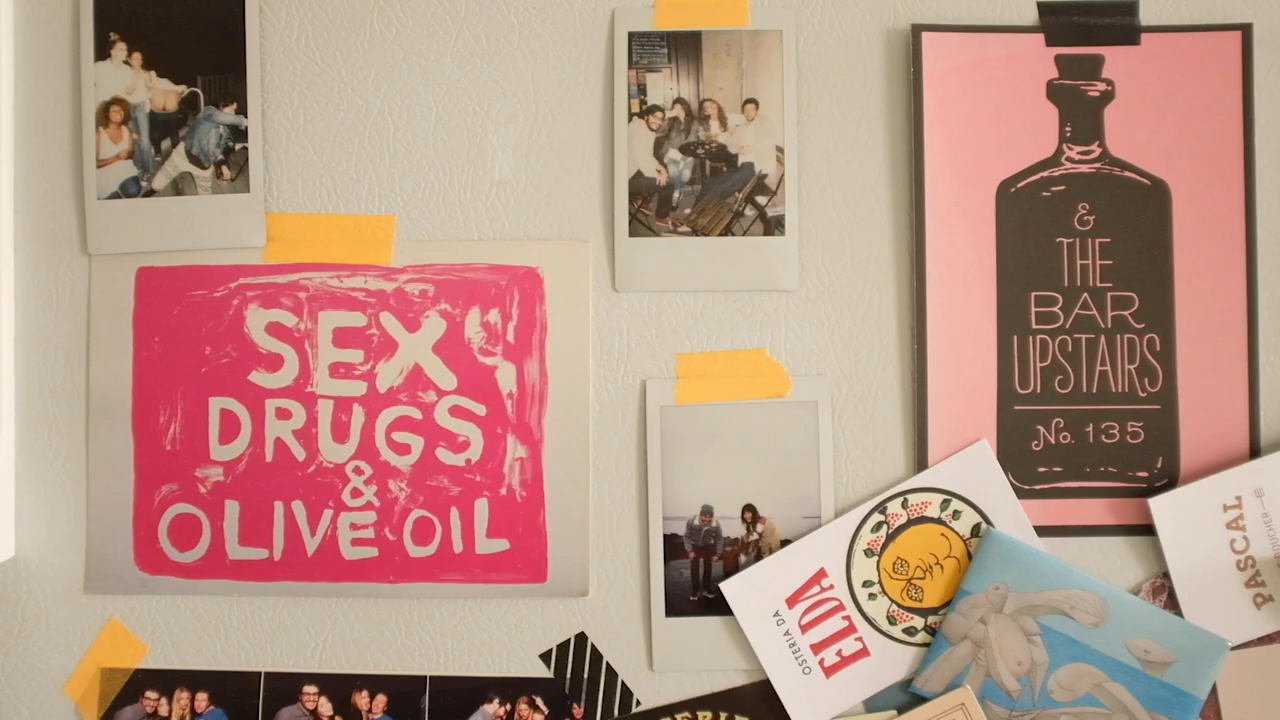 SEX
DRUGS
&
OLIVE OIL
&
THE
BAR
UPSTAIRS
No. 135
OSTERIA DA
ELDA
PASCAL